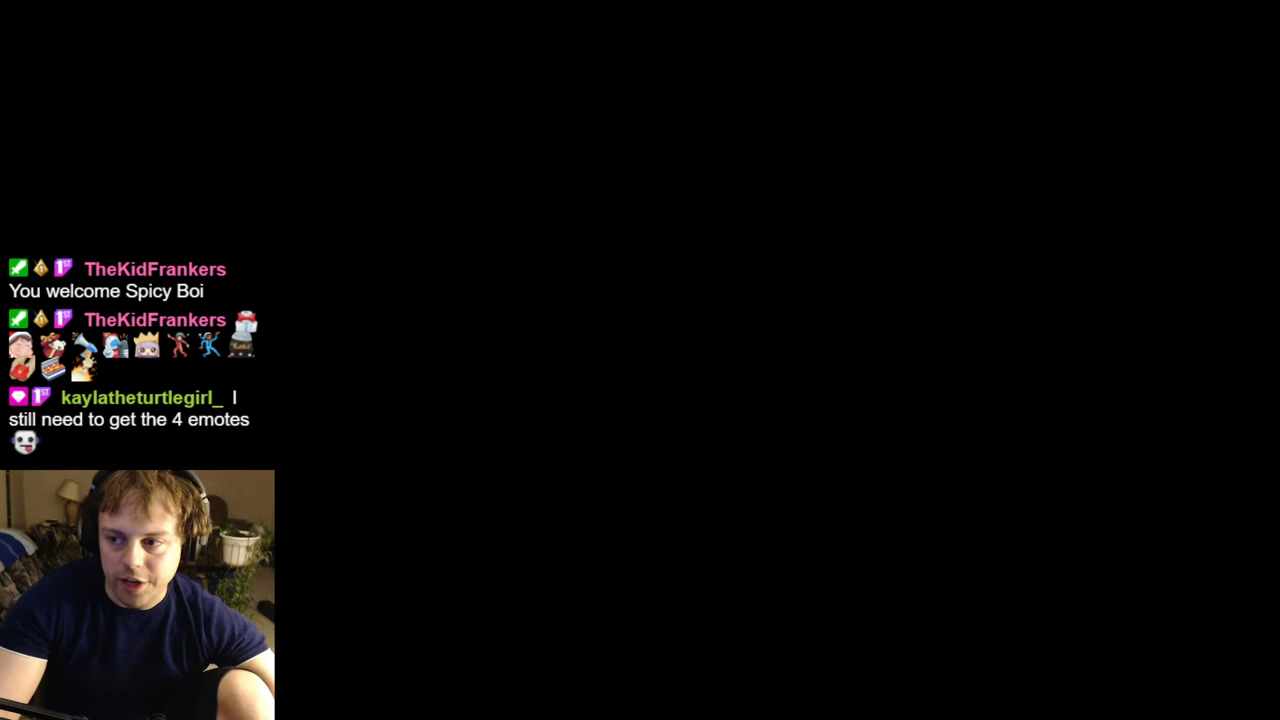 TheKidFrankers
You welcome Spicy Boi
TheKidFrankers
kaylatheturtlegirl_ I
still need to get the 4 emotes